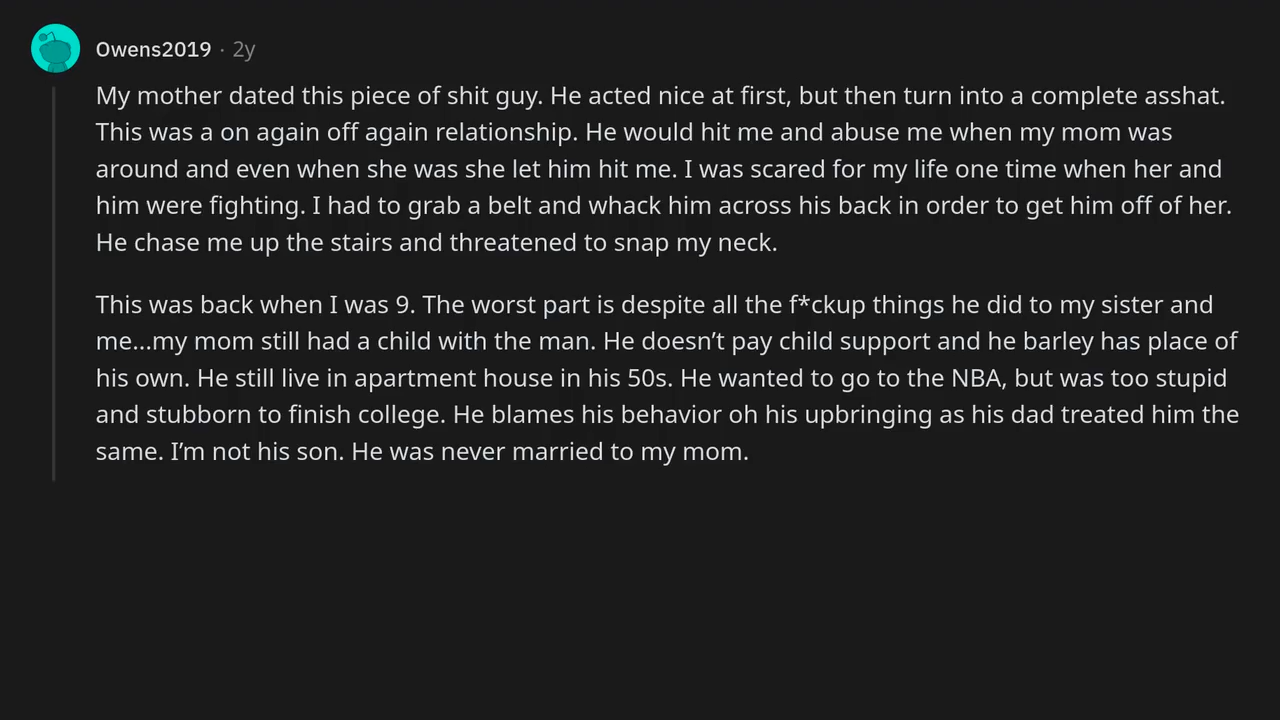 Owens2019 · 2y
My mother dated this piece of shit guy. He acted nice at first, but then turn into a complete asshat.
This was a on again off again relationship. He would hit me and abuse me when my mom was
around and even when she was she let him hit me. I was scared for my life one time when her and
him were fighting. I had to grab a belt and whack him across his back in order to get him off of her.
He chase me up the stairs and threatened to snap my neck.
This was back when I was 9. The worst part is despite all the f*ckup things he did to my sister and
me...my mom still had a child with the man. He doesn’t pay child support and he barley has place of
his own. He still live in apartment house in his 50s. He wanted to go to the NBA, but was too stupid
and stubborn to finish college. He blames his behavior oh his upbringing as his dad treated him the
same. I’m not his son. He was never married to my mom.